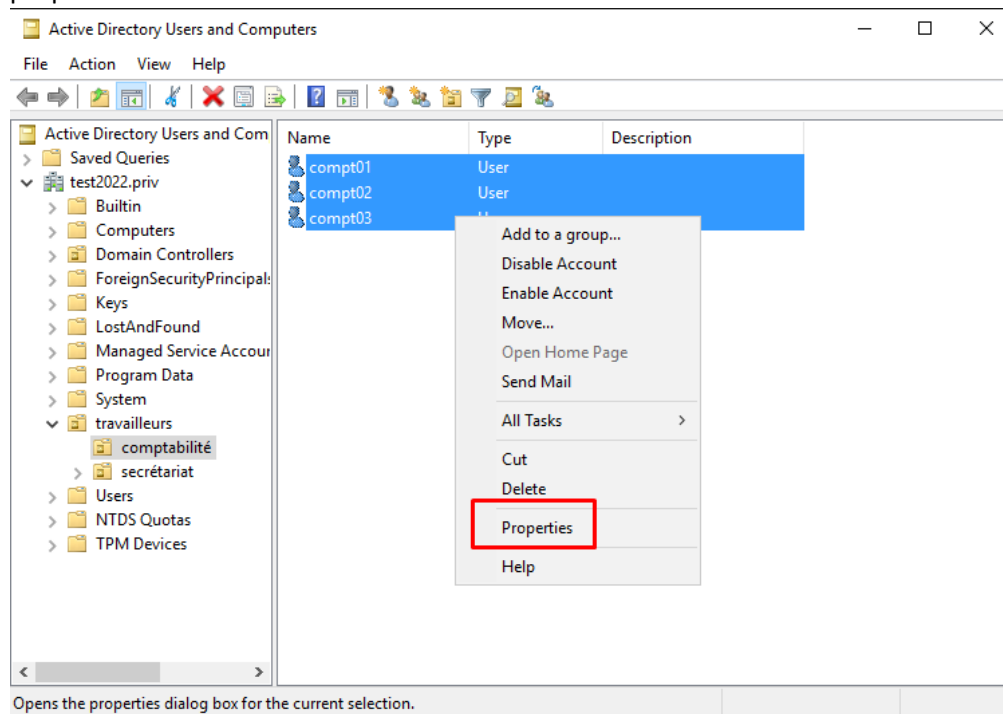 Active Directory Users and Computers
File Action View Help
Active Directory Users and Com
Saved Queries
test2022.priv
Builtin
Computers
Domain Controllers
ForeignSecurityPrincipals
Keys
LostAndFound
Managed Service Accour
Program Data
System
travailleurs
comptabilité
secrétariat
Users
NTDS Quotas
TPM Devices
Name Type Description
compt01 User
compt02 User
compt03
Add to a group...
Disable Account
Enable Account
Move...
Open Home Page
Send Mail
All Tasks
Cut
Delete
Properties
Help
Opens the properties dialog box for the current selection.